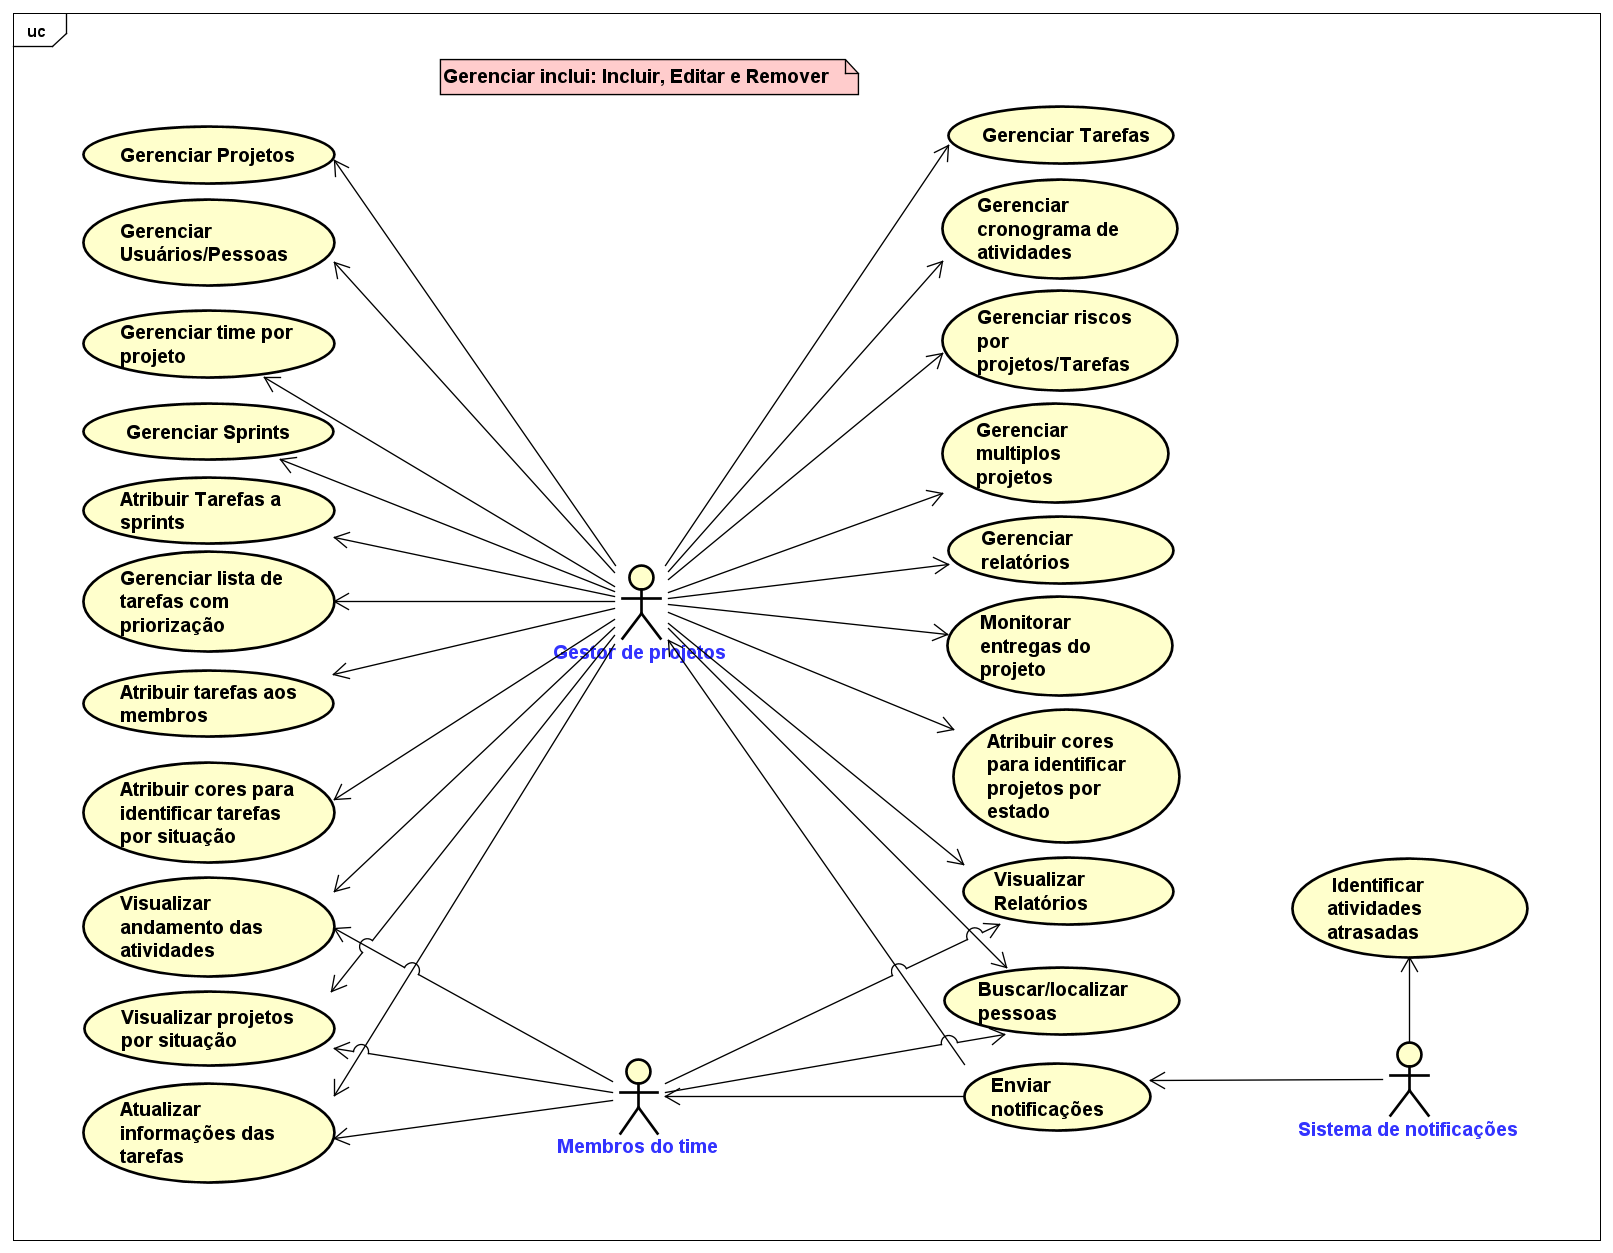 uc
Gerenciar inclui: Incluir, Editar e Remover
Gerenciar Projetos
Gerenciar
Usuários/Pessoas
Gerenciar time por
projeto
Gerenciar Sprints
Atribuir Tarefas a
sprints
Gerenciar lista de
tarefas com
priorização
Atribuir tarefas aos
membros
Atribuir cores para
identificar tarefas
por situação
Visualizar
andamento das
atividades
Visualizar projetos
por situação
Atualizar
informações das
tarefas
Gestor de projetos
Membros do time
Gerenciar Tarefas
Gerenciar
cronograma de
atividades
Gerenciar riscos
por
projetos/Tarefas
Gerenciar
multiplos
projetos
Gerenciar
relatórios
Monitorar
entregas do
projeto
Atribuir cores
para identificar
projetos por
estado
Visualizar
Relatórios
Buscar/localizar
pessoas
Enviar
notificações
Identificar
atividades
atrasadas
Sistema de notificações